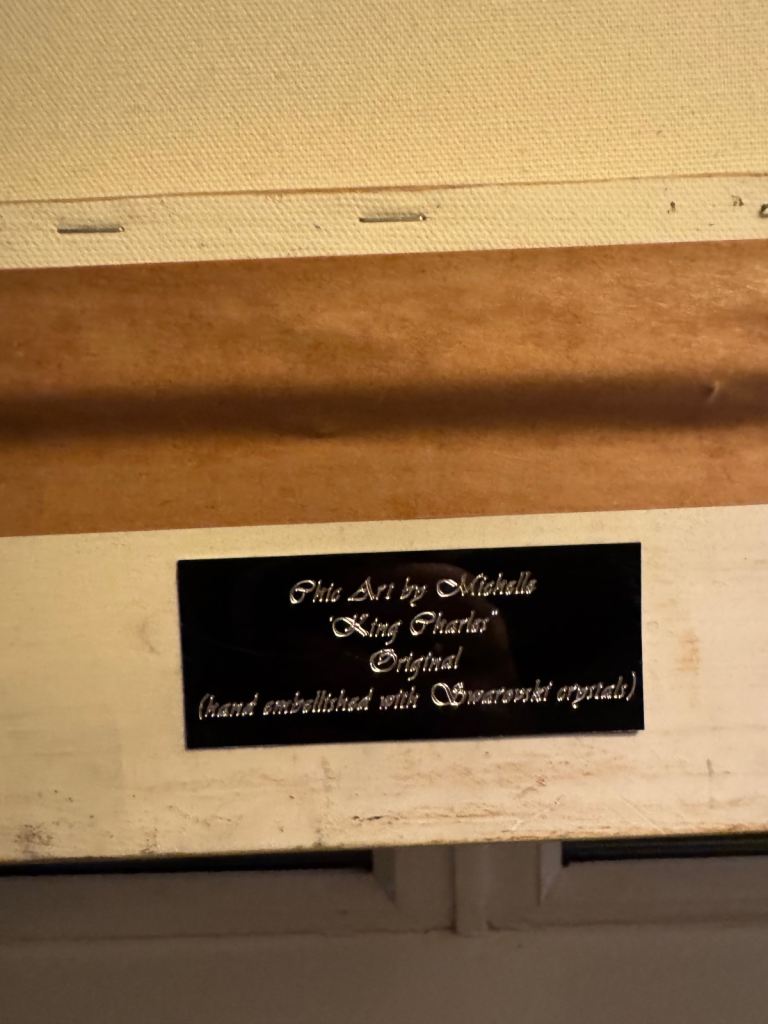 Chic Art by Michelle
"King Charles"
Original
(hand embellished with Swarovski crystals)